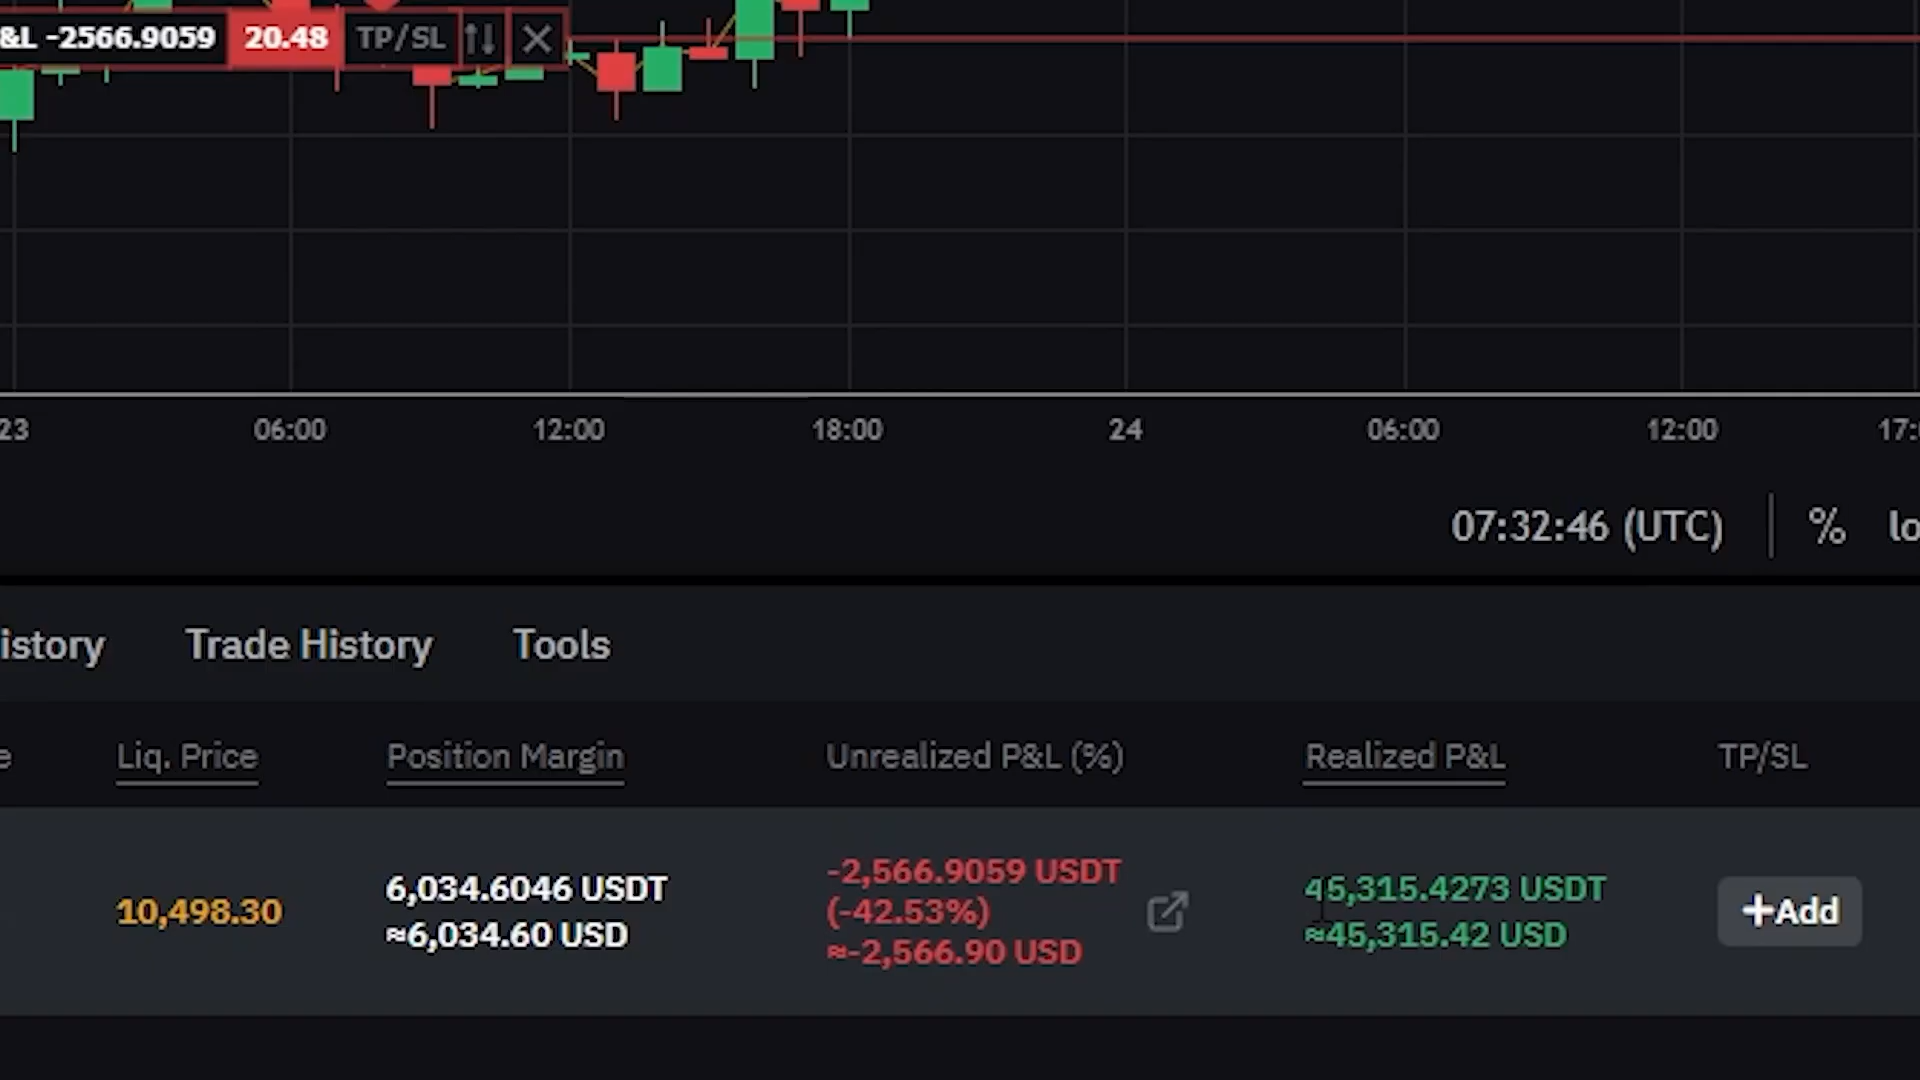 &L -2566.9059 20.48 TP/SL
23 06:00 12:00 18:00 24 06:00 12:00 17:
07:32:46 (UTC) % lo
istory Trade History Tools
e Liq. Price Position Margin Unrealized P&L (%) Realized P&L TP/SL
10,498.30
6,034.6046 USDT
≈6,034.60 USD
-2,566.9059 USDT
(-42.53%)
≈-2,566.90 USD
45,315.4273 USDT
≈45,315.42 USD
+Add